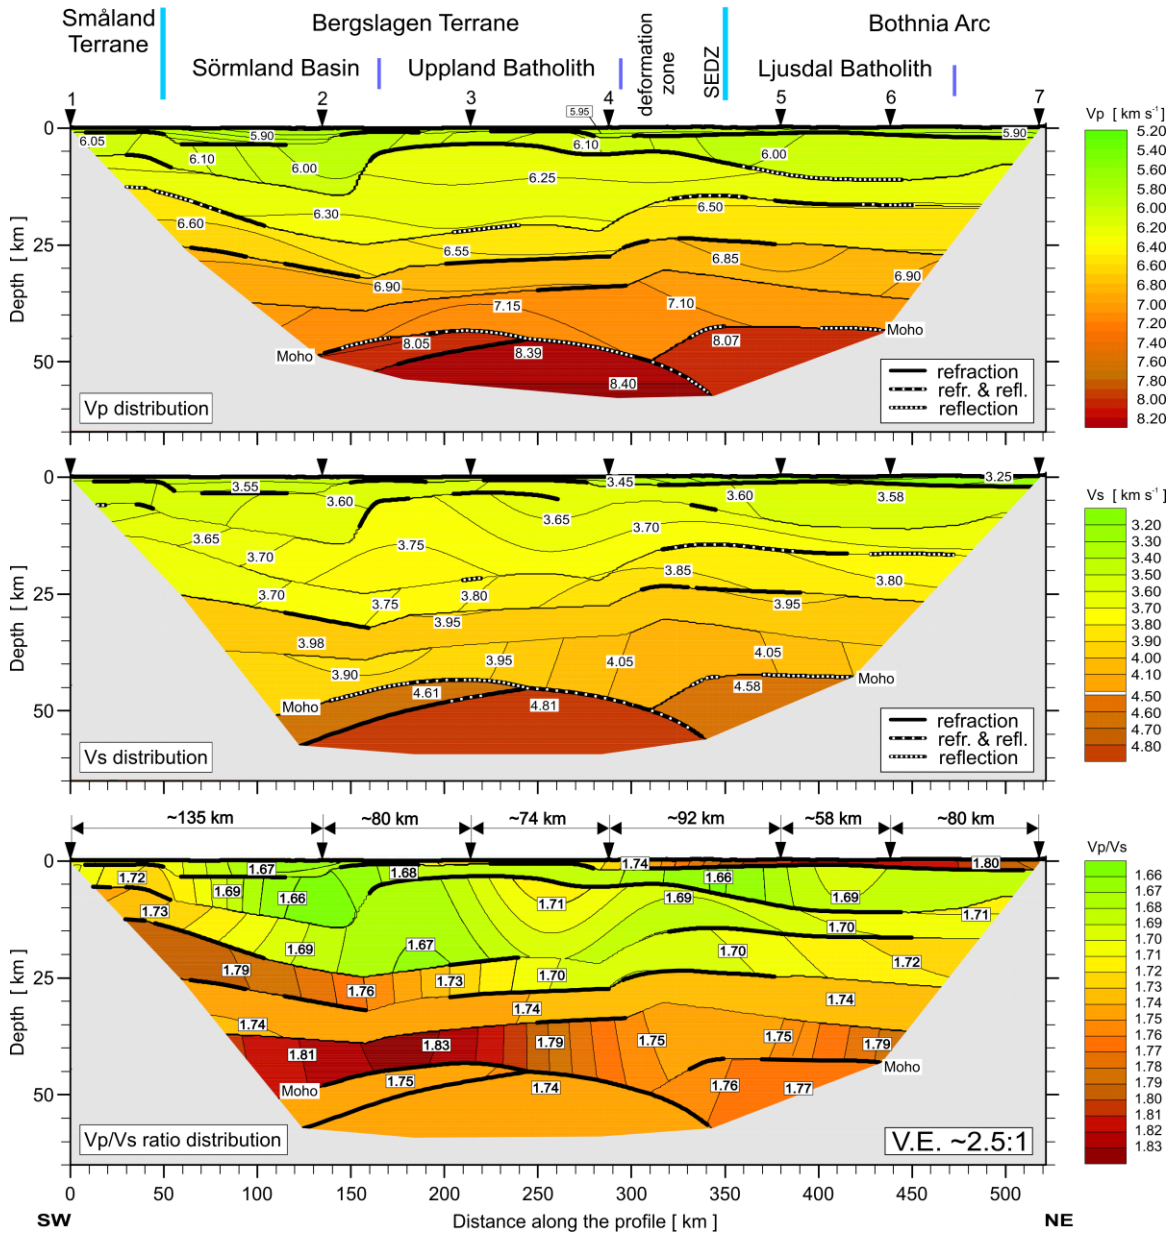 Småland
Terrane
Bergslagen Terrane
deformation
zone
SEDZ
Bothnia Arc
Sörmland Basin
Uppland Batholith
Ljusdal Batholith
1 2 3 4 5 6 7
Vp [ km s⁻¹]
5.95
0
25
50
Depth [ km ]
6.05 5.90 6.10 6.00 5.90
6.10 6.00 6.25
6.30 6.50
6.60 6.55 6.85
6.90 6.90
7.15 7.10
8.05 8.07
8.39
8.40
Moho
Moho
Vp distribution
refraction
refr. & refl.
reflection
5.20
5.40
5.60
5.80
6.00
6.20
6.40
6.60
6.80
7.00
7.20
7.40
7.60
7.80
8.00
8.20
Vs [ km s⁻¹]
0
25
50
Depth [ km ]
3.55 3.45 3.25
3.60 3.60 3.58
3.65 3.65 3.70
3.70 3.75
3.85 3.80
3.70 3.75 3.80 3.95
3.95
3.98 3.95 4.05 4.05
3.90
4.61 4.58
4.81
Moho
Moho
Vs distribution
refraction
refr. & refl.
reflection
3.20
3.30
3.40
3.50
3.60
3.70
3.80
3.90
4.00
4.10
4.50
4.60
4.70
4.80
~135 km ~80 km ~74 km ~92 km ~58 km ~80 km
Vp/Vs
0
25
50
Depth [ km ]
1.72 1.67 1.68 1.74 1.80
1.69 1.66 1.66
1.73 1.71 1.69 1.69 1.71
1.69 1.67 1.70 1.70
1.79 1.76 1.73 1.70 1.72
1.74 1.74 1.74
1.81 1.83 1.79 1.75 1.75 1.79
1.75 1.74 1.76 1.77
Moho
Moho
Vp/Vs ratio distribution
V.E. ~2.5:1
1.66
1.67
1.68
1.69
1.70
1.71
1.72
1.73
1.74
1.75
1.76
1.77
1.78
1.79
1.80
1.81
1.82
1.83
0 50 100 150 200 250 300 350 400 450 500
SW
Distance along the profile [ km ]
NE